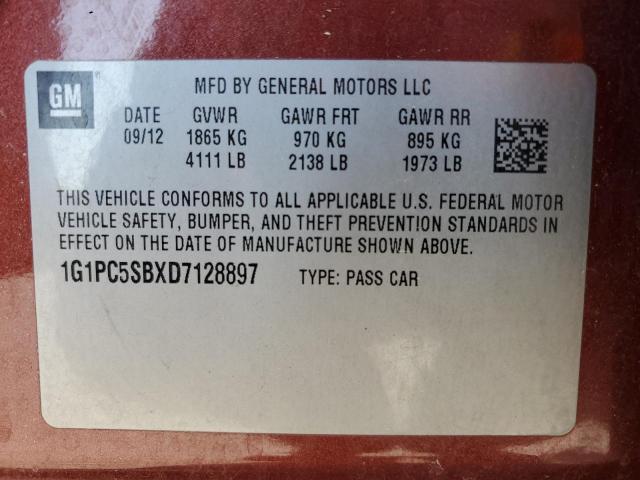 GM
MFD BY GENERAL MOTORS LLC
DATE GVWR GAWR FRT GAWR RR
09/12 1865 KG 970 KG 895 KG
4111 LB 2138 LB 1973 LB
THIS VEHICLE CONFORMS TO ALL APPLICABLE U.S. FEDERAL MOTOR
VEHICLE SAFETY, BUMPER, AND THEFT PREVENTION STANDARDS IN
EFFECT ON THE DATE OF MANUFACTURE SHOWN ABOVE.
1G1PC5SBXD7128897 TYPE: PASS CAR